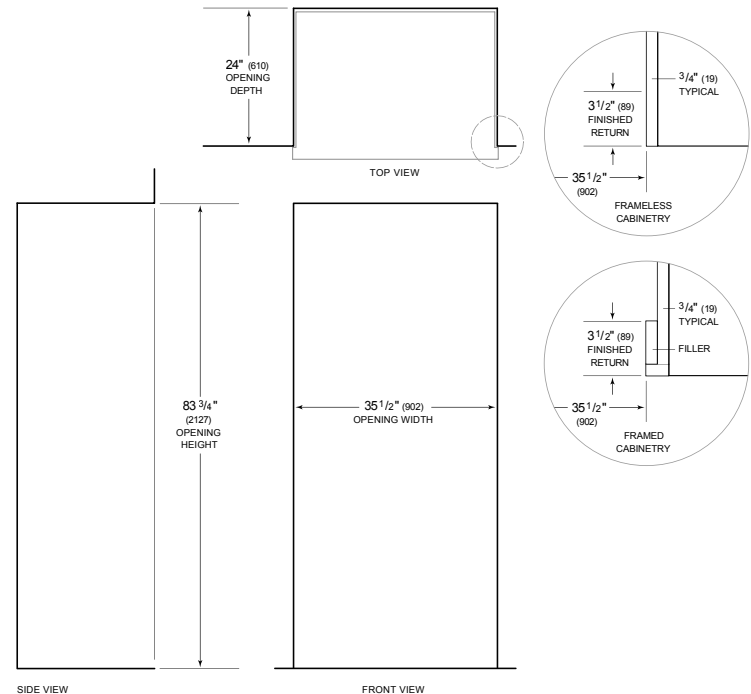 24" (610)
OPENING
DEPTH
TOP VIEW
3/4" (19)
TYPICAL
3 1/2" (89)
FINISHED
RETURN
35 1/2"
(902)
FRAMELESS
CABINETRY
3/4" (19)
TYPICAL
3 1/2" (89)
FINISHED
RETURN
FILLER
35 1/2"
(902)
FRAMED
CABINETRY
83 3/4"
(2127)
OPENING
HEIGHT
35 1/2" (902)
OPENING WIDTH
SIDE VIEW
FRONT VIEW